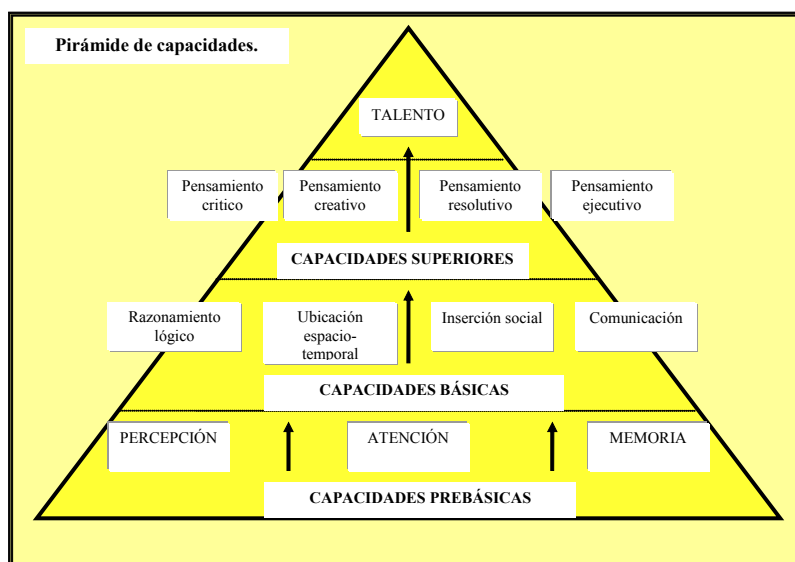 Pirámide de capacidades.
TALENTO
Pensamiento
critico
Pensamiento
creativo
Pensamiento
resolutivo
Pensamiento
ejecutivo
CAPACIDADES SUPERIORES
Razonamiento
lógico
Ubicación
espacio-
temporal
Inserción social
Comunicación
CAPACIDADES BÁSICAS
PERCEPCIÓN
ATENCIÓN
MEMORIA
CAPACIDADES PREBÁSICAS